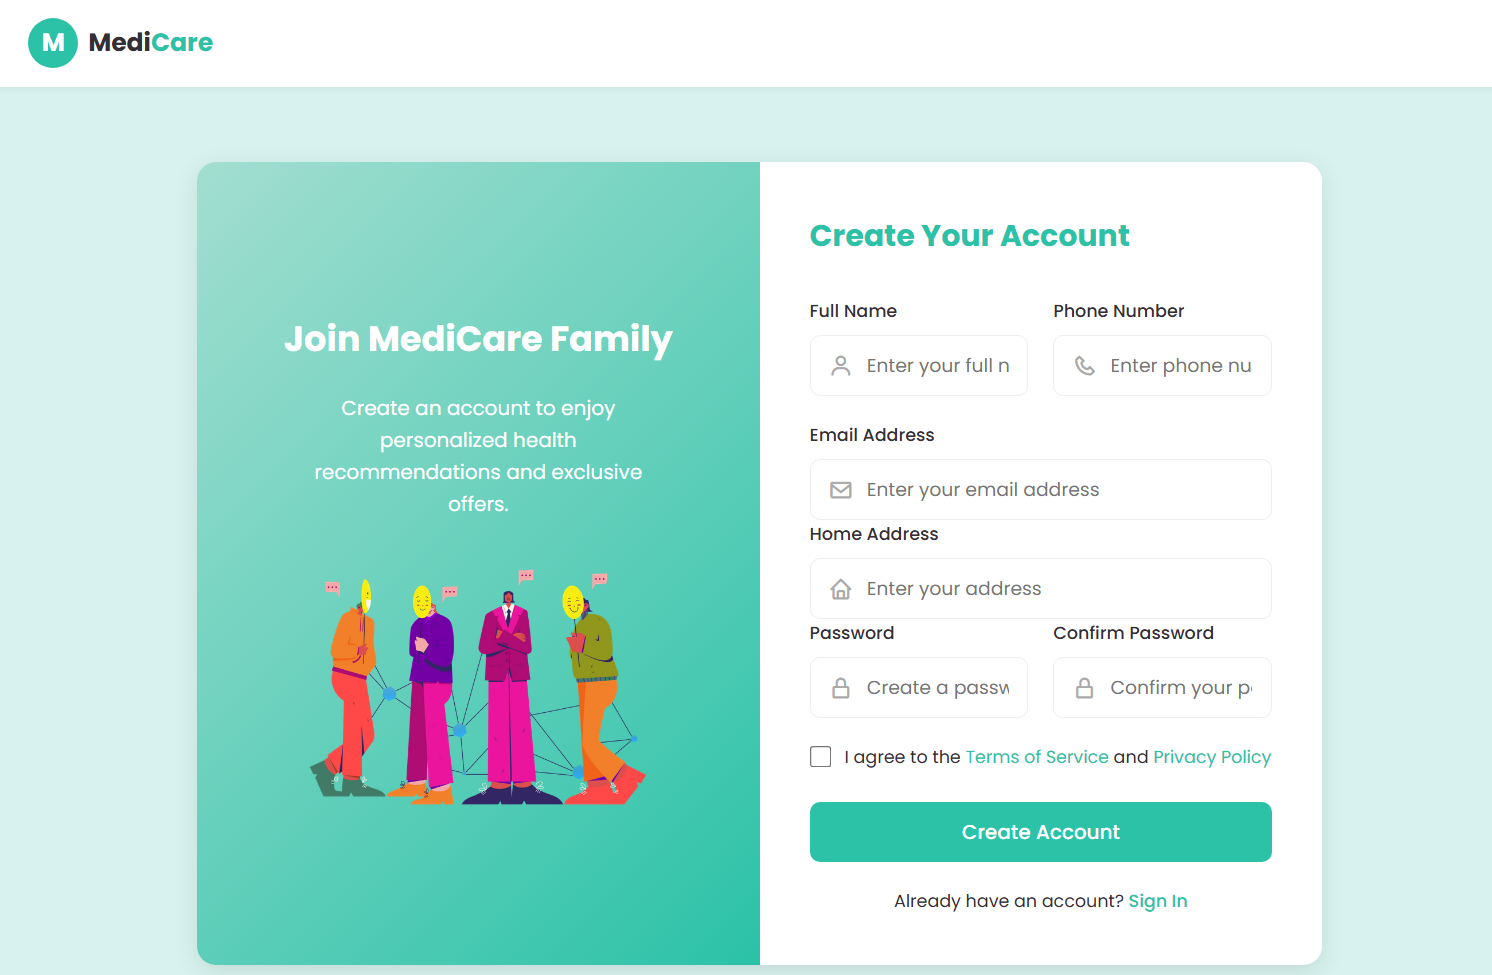 M MediCare
Join MediCare Family
Create an account to enjoy
personalized health
recommendations and exclusive
offers.
Create Your Account
Full Name Phone Number
Enter your full n Enter phone nu
Email Address
Enter your email address
Home Address
Enter your address
Password Confirm Password
Create a passw Confirm your p
I agree to the Terms of Service and Privacy Policy
Create Account
Already have an account? Sign In